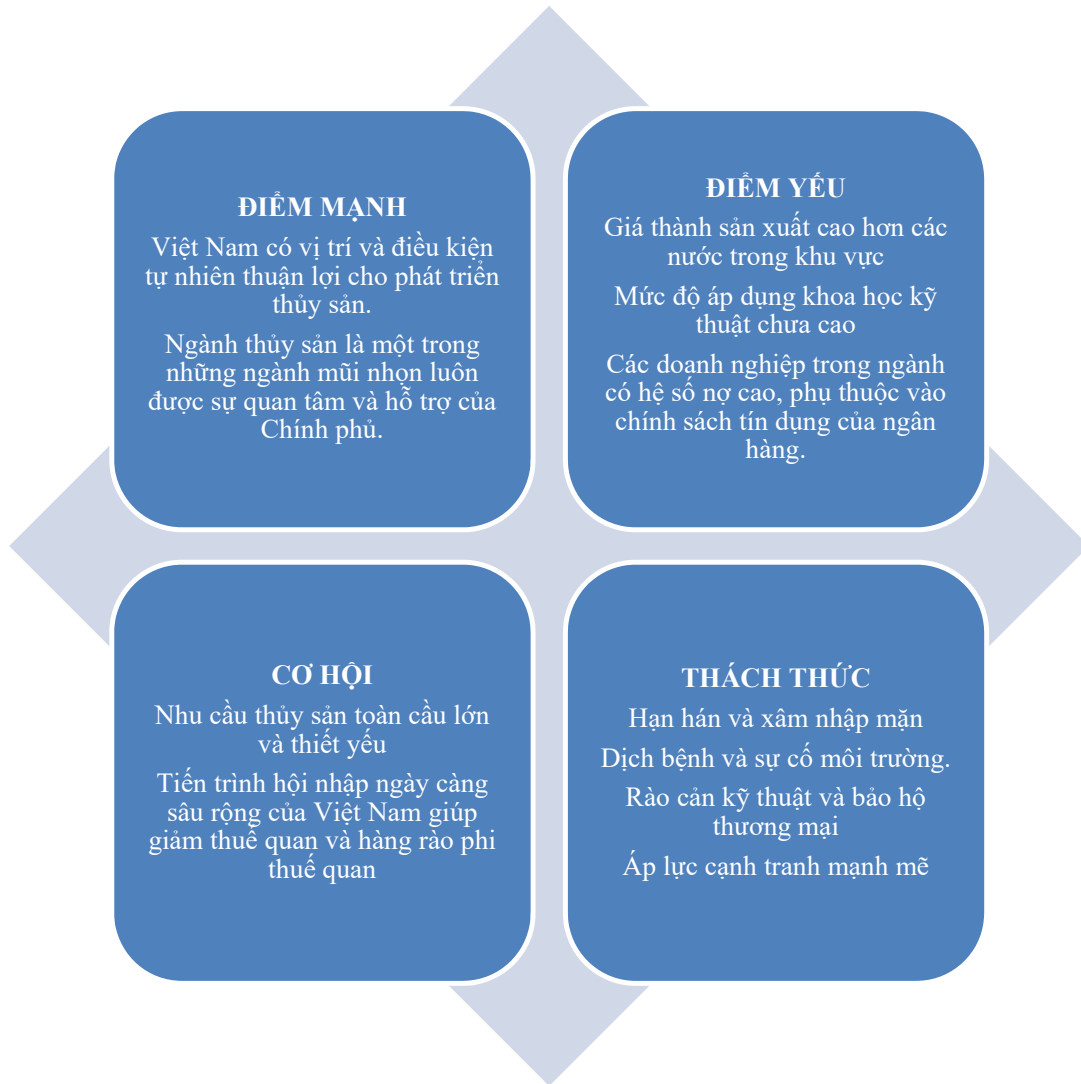 ĐIỂM MẠNH
Việt Nam có vị trí và điều kiện
tự nhiên thuận lợi cho phát triển
thủy sản.
Ngành thủy sản là một trong
những ngành mũi nhọn luôn
được sự quan tâm và hỗ trợ của
Chính phủ.
ĐIỂM YẾU
Giá thành sản xuất cao hơn các
nước trong khu vực
Mức độ áp dụng khoa học kỹ
thuật chưa cao
Các doanh nghiệp trong ngành
có hệ số nợ cao, phụ thuộc vào
chính sách tín dụng của ngân
hàng.
CƠ HỘI
Nhu cầu thủy sản toàn cầu lớn
và thiết yếu
Tiến trình hội nhập ngày càng
sâu rộng của Việt Nam giúp
giảm thuế quan và hàng rào phi
thuế quan
THÁCH THỨC
Hạn hán và xâm nhập mặn
Dịch bệnh và sự cố môi trường.
Rào cản kỹ thuật và bảo hộ
thương mại
Áp lực cạnh tranh mạnh mẽ